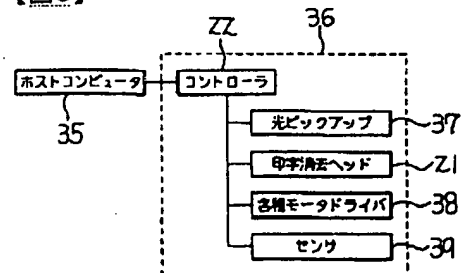 36
22
ホストコンピュータ
コントローラ
35
光ピックアップ
37
印字消去ヘッド
21
各種モータドライバ
38
センサ
39